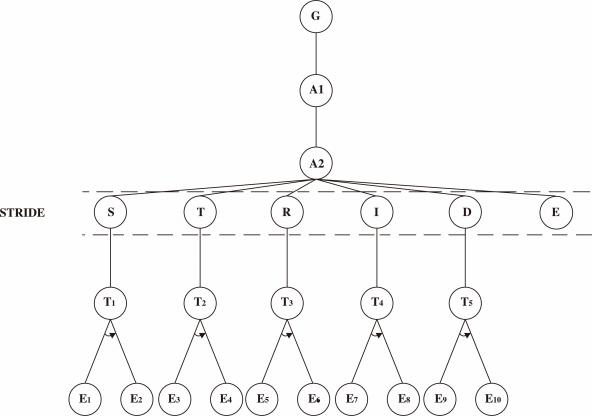 G
A1
A2
STRIDE S T R I D E
T1 T2 T3 T4 T5
E1 E2 E3 E4 E5 E6 E7 E8 E9 E10